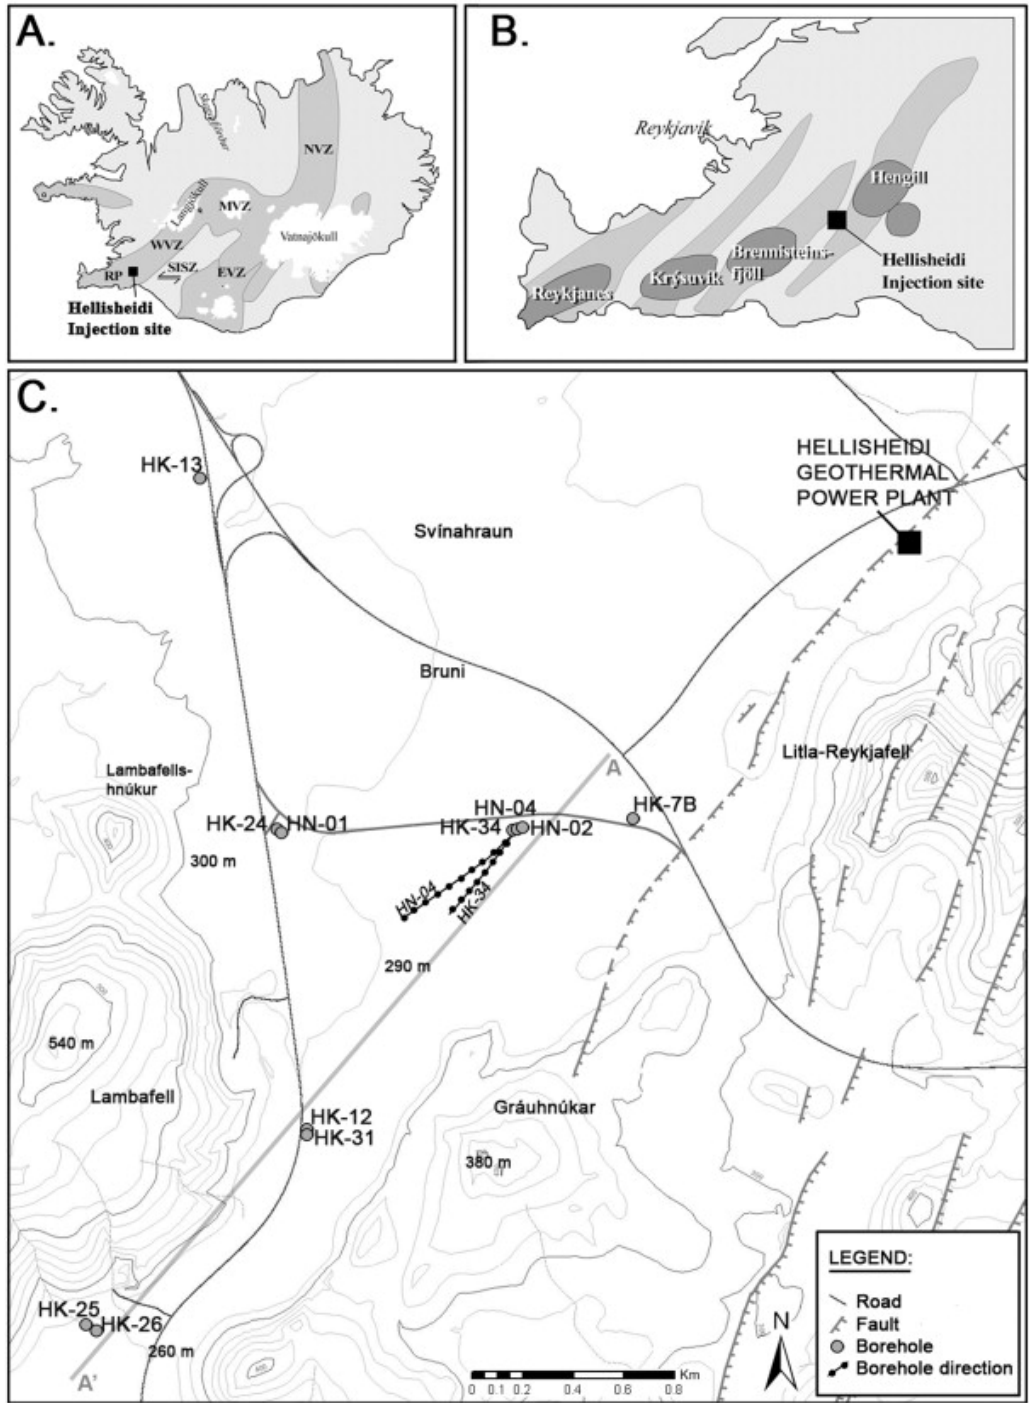 A.
Skagafjörður
NVZ
Langjökull
MVZ
Vatnajökull
WVZ
SISZ
EVZ
RP
Hellisheidi
Injection site
B.
Reykjavik
Hengill
Brennisteins-
fjöll
Krýsuvik
Reykjanes
Hellisheidi
Injection site
C.
HK-13
HELLISHEIDI
GEOTHERMAL
POWER PLANT
Svínahraun
Bruni
Litla-Reykjafell
Lambafells-
hnúkur
A
HN-04
HK-7B
HK-24
HN-01
HK-34
HN-02
300 m
HN-04
HK-34
290 m
540 m
Lambafell
HK-12
HK-31
Gráuhnúkar
380 m
HK-25
HK-26
260 m
A'
N
Km
0 0.1 0.2 0.4 0.6 0.8
LEGEND:
Road
Fault
Borehole
Borehole direction